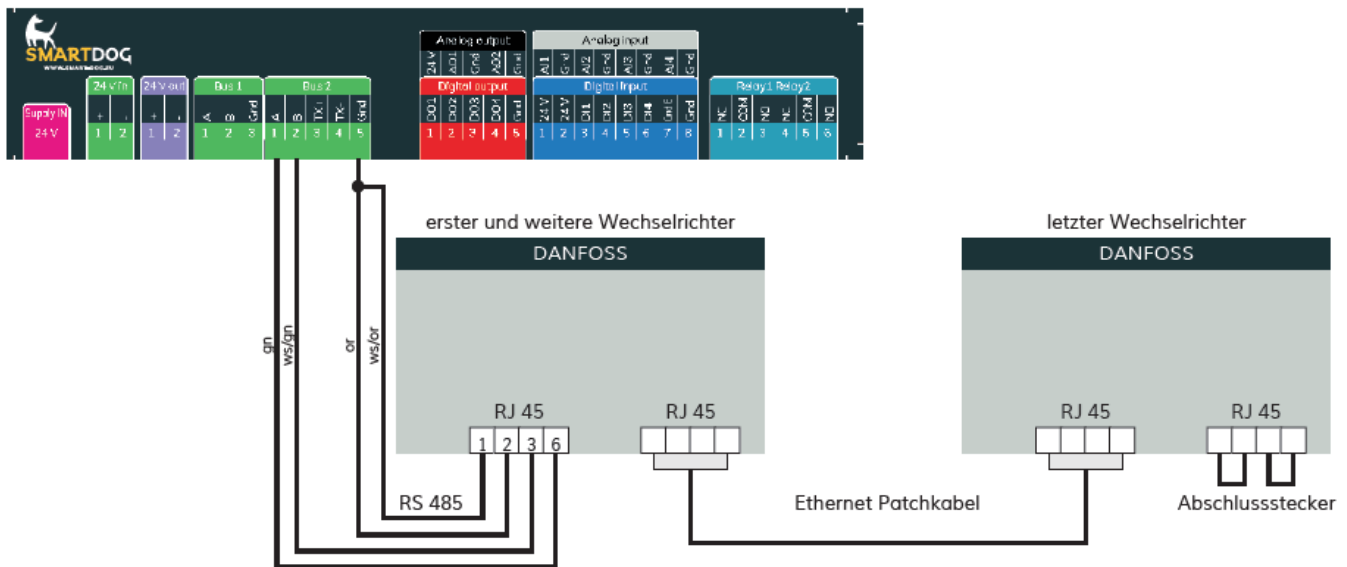 SMARTDOG
WWW.SMARTDOG.EU
Supply IN
24 V
24 V in
+ -
1 2
24 V out
+ -
1 2
Bus 1
A B Gnd
1 2 3
Bus 2
A B TX+ TX- Gnd
1 2 3 4 5
Analog output
24 V AO1 Gnd AO2 Gnd
Digital output
DO1 DO2 DO3 DO4 Gnd
1 2 3 4 5
Analog input
AI1 Gnd AI2 Gnd AI3 Gnd AI4 Gnd
Digital input
24 V 24 V DI1 DI2 DI3 DI4 Gnd
1 2 3 4 5 6 7 8
Relay1 Relay2
NC COM NO NC COM NO
1 2 3 4 5 6
erster und weitere Wechselrichter
letzter Wechselrichter
DANFOSS
DANFOSS
gn
ws/gn
or
ws/or
RJ 45
RJ 45
RJ 45
RJ 45
1 2 3 6
RS 485
Ethernet Patchkabel
Abschlussstecker